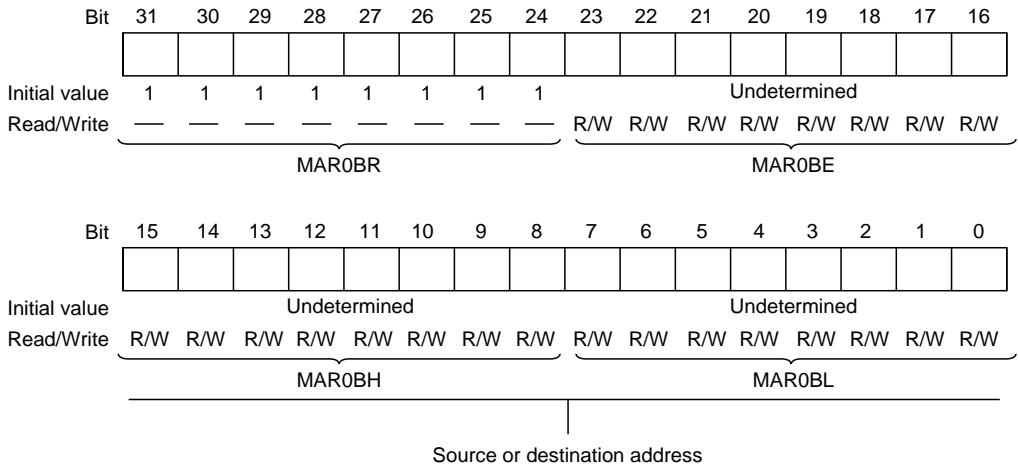 Bit 31 30 29 28 27 26 25 24 23 22 21 20 19 18 17 16
Initial value 1 1 1 1 1 1 1 1 Undetermined
Read/Write — — — — — — — — R/W R/W R/W R/W R/W R/W R/W R/W
MAR0BR MAR0BE
Bit 15 14 13 12 11 10 9 8 7 6 5 4 3 2 1 0
Initial value Undetermined Undetermined
Read/Write R/W R/W R/W R/W R/W R/W R/W R/W R/W R/W R/W R/W R/W R/W R/W R/W
MAR0BH MAR0BL
Source or destination address